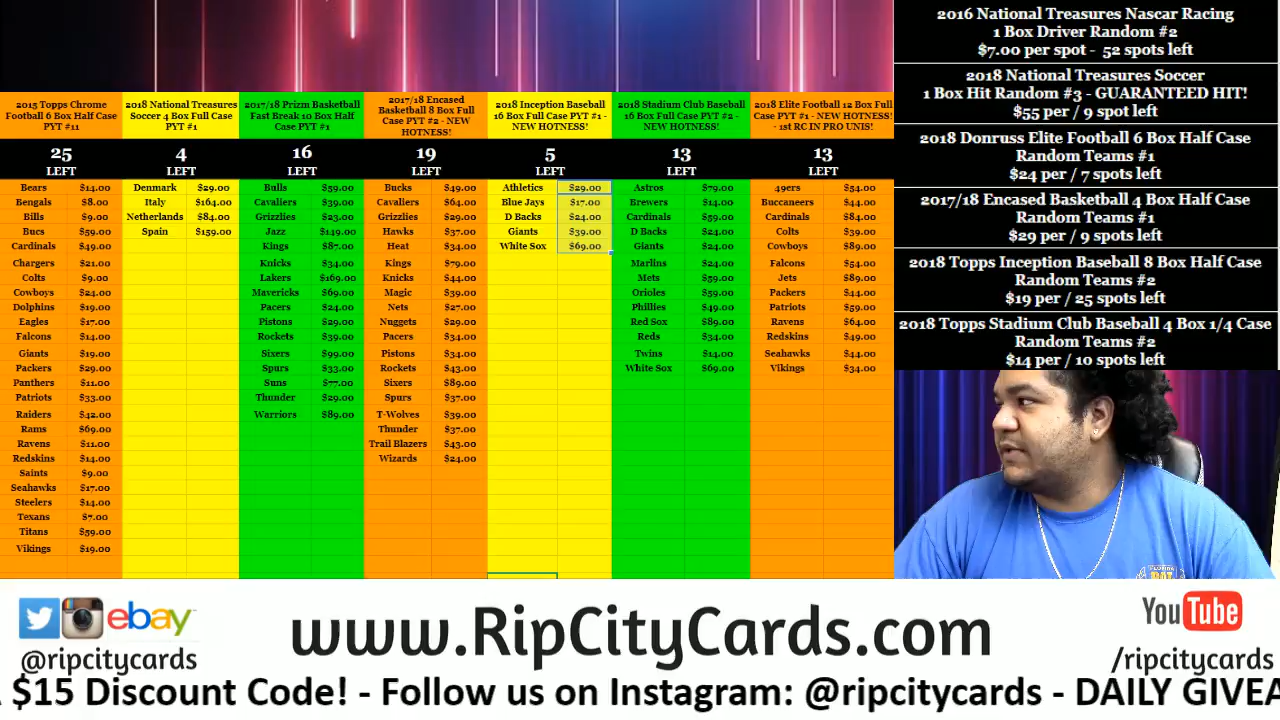 2015 Topps Chrome
Football 6 Box Half Case
PYT #11
25
LEFT
Bears $14.00
Bengals $8.00
Bills $9.00
Bucs $59.00
Cardinals $49.00
Chargers $21.00
Colts $9.00
Cowboys $24.00
Dolphins $19.00
Eagles $17.00
Falcons $14.00
Giants $19.00
Packers $29.00
Panthers $11.00
Patriots $33.00
Raiders $42.00
Rams $69.00
Ravens $11.00
Redskins $14.00
Saints $9.00
Seahawks $17.00
Steelers $14.00
Texans $7.00
Titans $59.00
Vikings $19.00
2018 National Treasures
Soccer 4 Box Full Case
PYT #1
4
LEFT
Denmark $29.00
Italy $164.00
Netherlands $84.00
Spain $159.00
2017/18 Prizm Basketball
Fast Break 10 Box Half
Case PYT #1
16
LEFT
Bulls $59.00
Cavaliers $39.00
Grizzlies $23.00
Jazz $149.00
Kings $87.00
Knicks $34.00
Lakers $169.00
Mavericks $69.00
Pacers $24.00
Pistons $29.00
Rockets $39.00
Sixers $99.00
Spurs $33.00
Suns $77.00
Thunder $29.00
Warriors $89.00
2017/18 Encased
Basketball 8 Box Full
Case PYT #2 - NEW
HOTNESS!
19
LEFT
Bucks $49.00
Cavaliers $64.00
Grizzlies $29.00
Hawks $37.00
Heat $34.00
Kings $79.00
Knicks $44.00
Magic $39.00
Nets $27.00
Nuggets $29.00
Pacers $34.00
Pistons $34.00
Rockets $43.00
Sixers $89.00
Spurs $37.00
T-Wolves $39.00
Thunder $37.00
Trail Blazers $43.00
Wizards $24.00
2018 Inception Baseball
16 Box Full Case PYT #1 -
NEW HOTNESS!
5
LEFT
Athletics $29.00
Blue Jays $17.00
D Backs $24.00
Giants $39.00
White Sox $69.00
2018 Stadium Club Baseball
16 Box Full Case PYT #2 -
NEW HOTNESS!
13
LEFT
Astros $79.00
Brewers $14.00
Cardinals $59.00
D Backs $24.00
Giants $24.00
Marlins $24.00
Mets $59.00
Orioles $59.00
Phillies $49.00
Red Sox $89.00
Reds $34.00
Twins $14.00
White Sox $69.00
2018 Elite Football 12 Box Full
Case PYT #1 - NEW HOTNESS!
- 1st RC IN PRO UNIS!
13
LEFT
49ers $54.00
Buccaneers $44.00
Cardinals $84.00
Colts $39.00
Cowboys $89.00
Falcons $54.00
Jets $89.00
Packers $44.00
Patriots $59.00
Ravens $64.00
Redskins $49.00
Seahawks $44.00
Vikings $34.00
2016 National Treasures Nascar Racing
1 Box Driver Random #2
$7.00 per spot - 52 spots left
2018 National Treasures Soccer
1 Box Hit Random #3 - GUARANTEED HIT!
$55 per / 9 spot left
2018 Donruss Elite Football 6 Box Half Case
Random Teams #1
$24 per / 7 spots left
2017/18 Encased Basketball 4 Box Half Case
Random Teams #1
$29 per / 9 spots left
2018 Topps Inception Baseball 8 Box Half Case
Random Teams #2
$19 per / 25 spots left
2018 Topps Stadium Club Baseball 4 Box 1/4 Case
Random Teams #2
$14 per / 10 spots left
ebay
@ripcitycards
www.RipCityCards.com
YouTube
/ripcitycards
A $15 Discount Code! - Follow us on Instagram: @ripcitycards - DAILY GIVEA